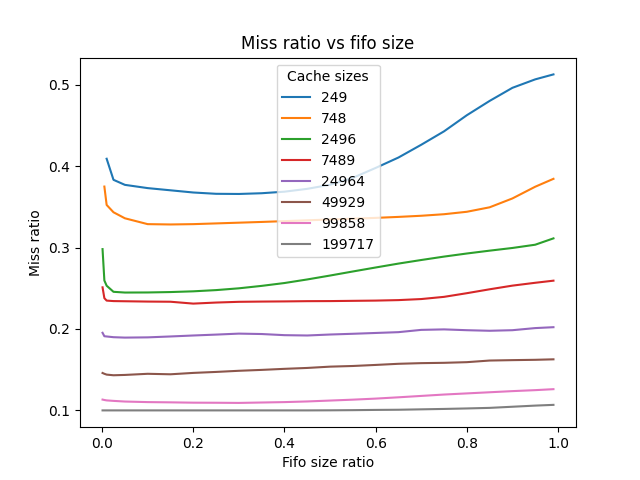 Miss ratio vs fifo size
Cache sizes
249
748
2496
7489
24964
49929
99858
199717
0.5
0.4
0.3
0.2
0.1
Miss ratio
0.0 0.2 0.4 0.6 0.8 1.0
Fifo size ratio